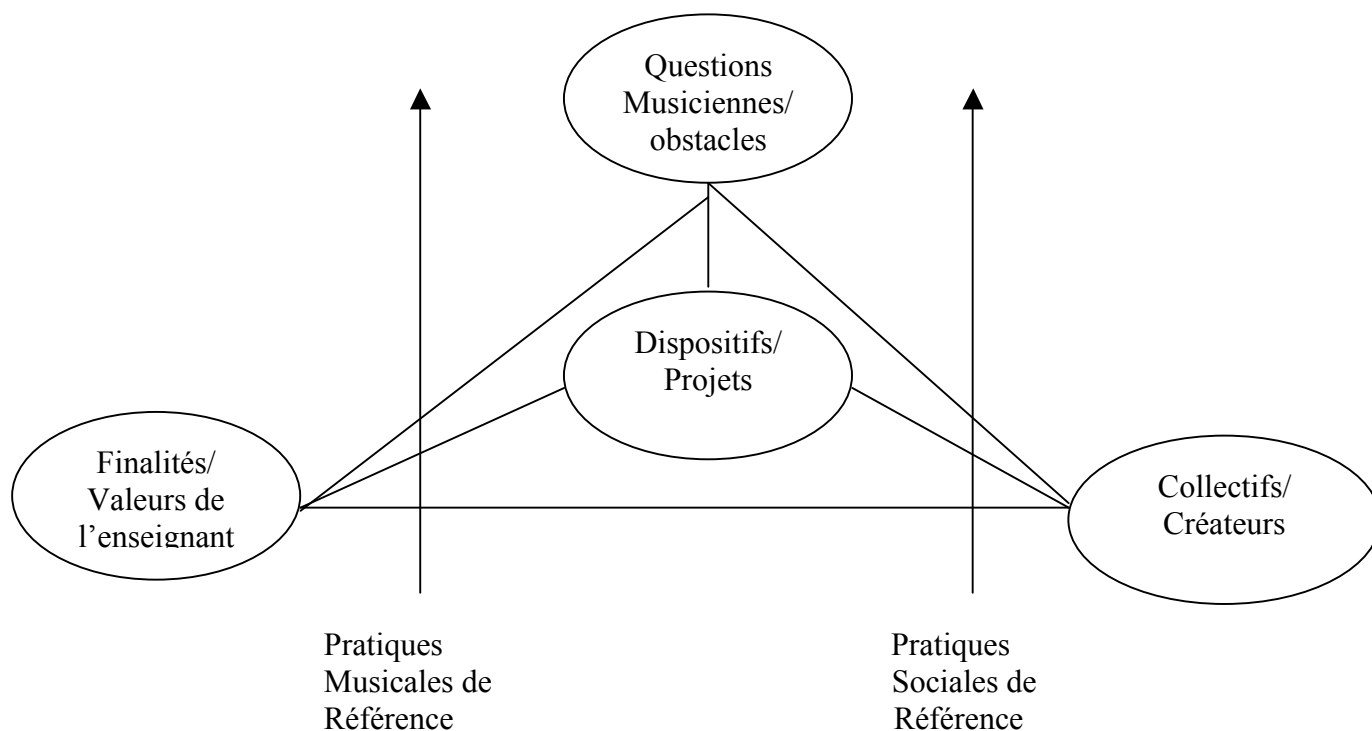 Questions
Musiciennes/
obstacles
Dispositifs/
Projets
Finalités/
Valeurs de
l’enseignant
Collectifs/
Créateurs
Pratiques
Musicales de
Référence
Pratiques
Sociales de
Référence